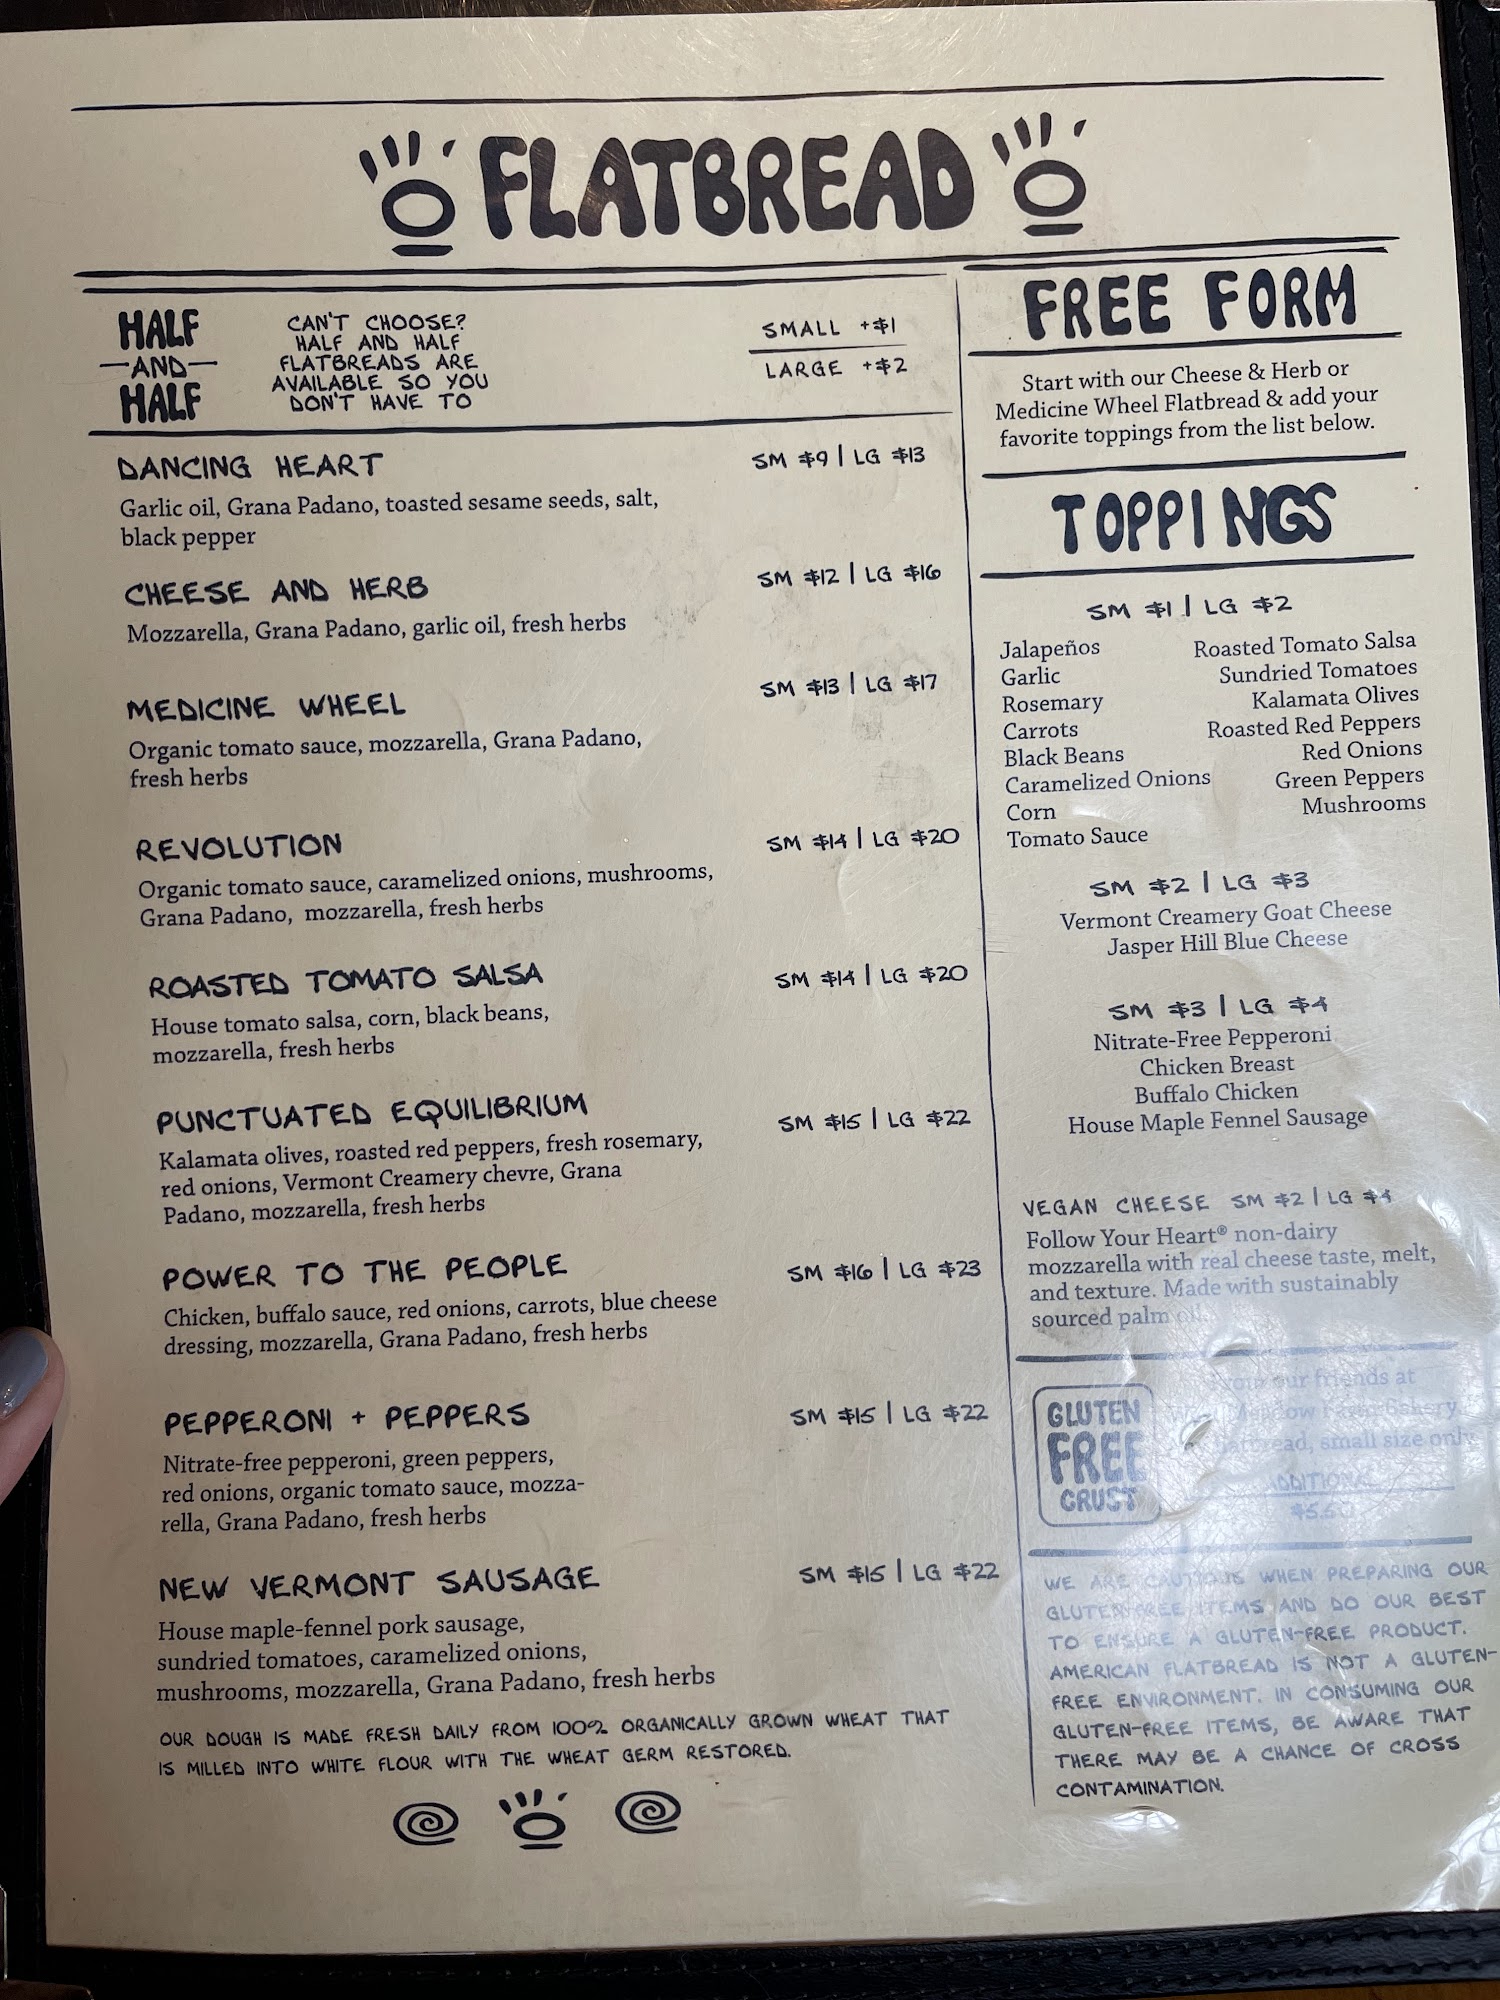 FLATBREAD
HALF
AND
HALF
CAN'T CHOOSE?
HALF AND HALF
FLATBREADS ARE
AVAILABLE SO YOU
DON'T HAVE TO
SMALL +$1
LARGE +$2
DANCING HEART SM $9 | LG $13
Garlic oil, Grana Padano, toasted sesame seeds, salt,
black pepper
CHEESE AND HERB SM $12 | LG $16
Mozzarella, Grana Padano, garlic oil, fresh herbs
MEDICINE WHEEL SM $13 | LG $17
Organic tomato sauce, mozzarella, Grana Padano,
fresh herbs
REVOLUTION SM $14 | LG $20
Organic tomato sauce, caramelized onions, mushrooms,
Grana Padano, mozzarella, fresh herbs
ROASTED TOMATO SALSA SM $14 | LG $20
House tomato salsa, corn, black beans,
mozzarella, fresh herbs
PUNCTUATED EQUILIBRIUM SM $15 | LG $22
Kalamata olives, roasted red peppers, fresh rosemary,
red onions, Vermont Creamery chevre, Grana
Padano, mozzarella, fresh herbs
POWER TO THE PEOPLE SM $16 | LG $23
Chicken, buffalo sauce, red onions, carrots, blue cheese
dressing, mozzarella, Grana Padano, fresh herbs
PEPPERONI + PEPPERS SM $15 | LG $22
Nitrate-free pepperoni, green peppers,
red onions, organic tomato sauce, mozza-
rella, Grana Padano, fresh herbs
NEW VERMONT SAUSAGE SM $15 | LG $22
House maple-fennel pork sausage,
sundried tomatoes, caramelized onions,
mushrooms, mozzarella, Grana Padano, fresh herbs
OUR DOUGH IS MADE FRESH DAILY FROM 100% ORGANICALLY GROWN WHEAT THAT
IS MILLED INTO WHITE FLOUR WITH THE WHEAT GERM RESTORED.
FREE FORM
Start with our Cheese & Herb or
Medicine Wheel Flatbread & add your
favorite toppings from the list below.
TOPPINGS
SM $1 | LG $2
Jalapeños Roasted Tomato Salsa
Garlic Sundried Tomatoes
Rosemary Kalamata Olives
Carrots Roasted Red Peppers
Black Beans Red Onions
Caramelized Onions Green Peppers
Corn Mushrooms
Tomato Sauce
SM $2 | LG $3
Vermont Creamery Goat Cheese
Jasper Hill Blue Cheese
SM $3 | LG $4
Nitrate-Free Pepperoni
Chicken Breast
Buffalo Chicken
House Maple Fennel Sausage
VEGAN CHEESE SM $2 | LG $4
Follow Your Heart® non-dairy
mozzarella with real cheese taste, melt,
and texture. Made with sustainably
sourced palm oil.
GLUTEN
FREE
CRUST
our friends at
small size only
WE ARE CAUTIOUS WHEN PREPARING OUR
GLUTEN-FREE ITEMS AND DO OUR BEST
TO ENSURE A GLUTEN-FREE PRODUCT.
AMERICAN FLATBREAD IS NOT A GLUTEN-
FREE ENVIRONMENT. IN CONSUMING OUR
GLUTEN-FREE ITEMS, BE AWARE THAT
THERE MAY BE A CHANCE OF CROSS
CONTAMINATION.